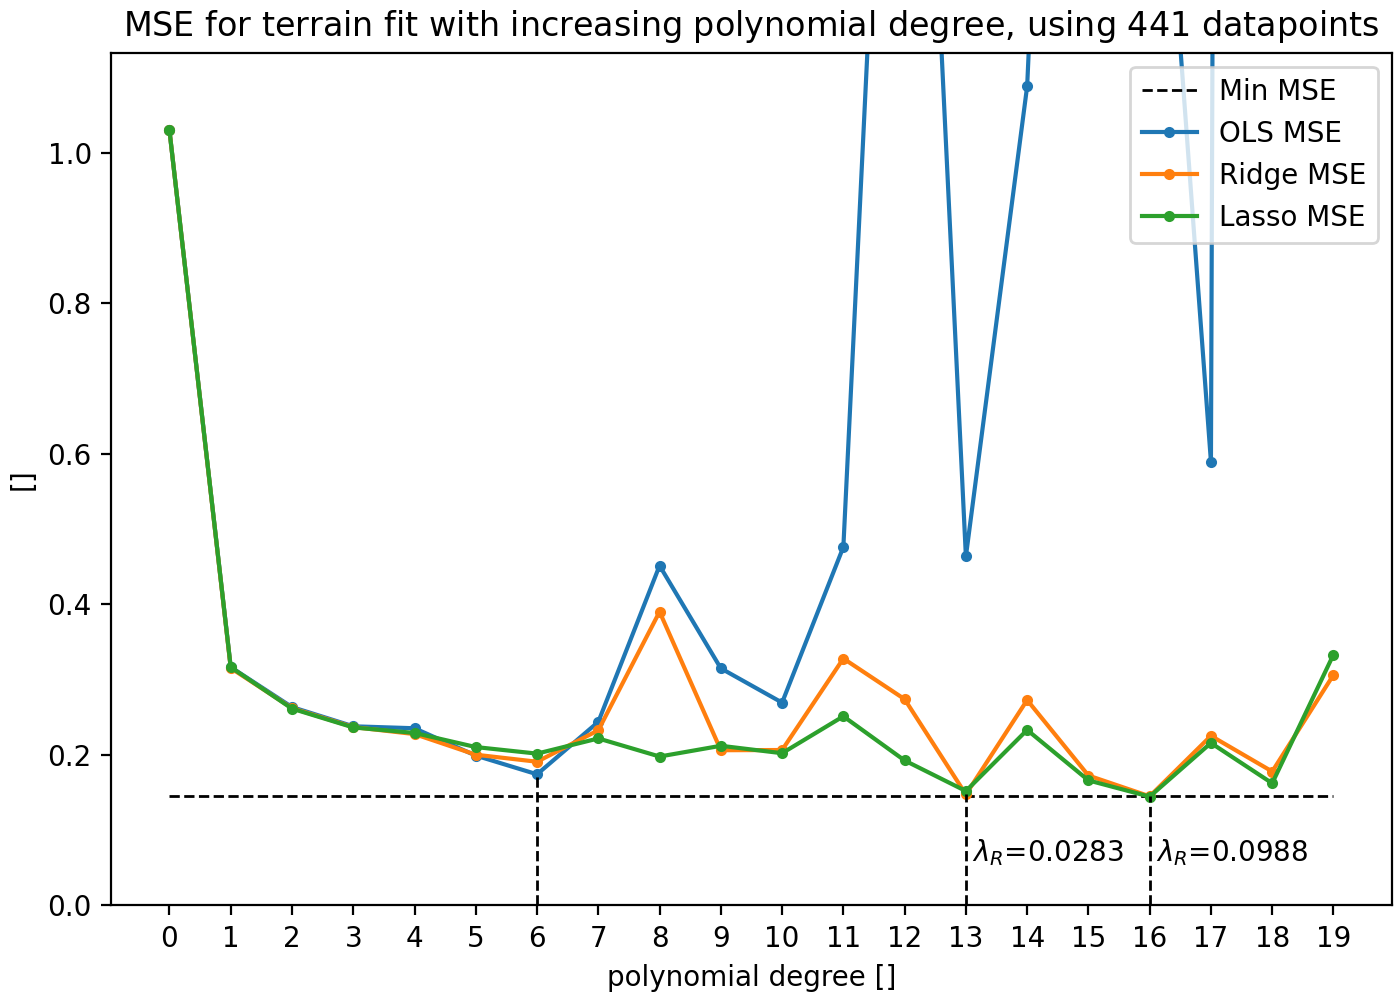 MSE for terrain fit with increasing polynomial degree, using 441 datapoints
Min MSE
OLS MSE
Ridge MSE
Lasso MSE
1.0
0.8
0.6
0.4
0.2
0.0
[]
λ_R=0.0283
λ_R=0.0988
0 1 2 3 4 5 6 7 8 9 10 11 12 13 14 15 16 17 18 19
polynomial degree []